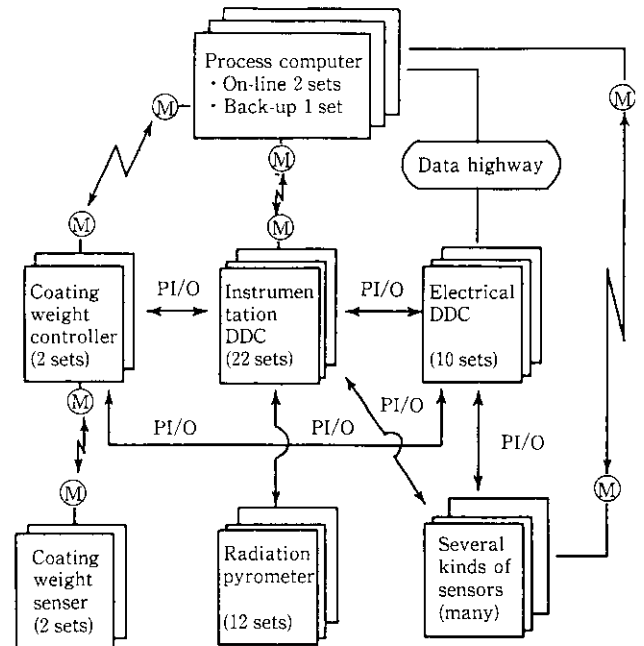 Process computer
· On-line 2 sets
· Back-up 1 set
M
M
M
Data highway
M
M
Coating
weight
controller
(2 sets)
PI/O
Instrumen-
tation
DDC
(22 sets)
PI/O
Electrical
DDC
(10 sets)
M
PI/O
PI/O
PI/O
PI/O
M
M
Coating
weight
senser
(2 sets)
Radiation
pyrometer
(12 sets)
Several
kinds of
sensors
(many)